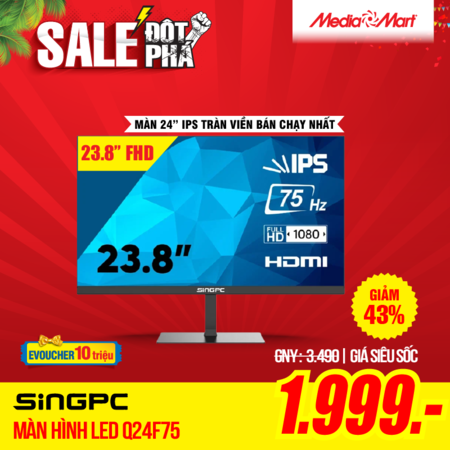 SALE ĐỘT PHÁ
MediaMart
MÀN 24” IPS TRÀN VIỀN BÁN CHẠY NHẤT
23.8” FHD
IPS
75 Hz
FULL HD 1080
HDMI
23.8”
SINGPC
GIẢM 43%
EVOUCHER 10 triệu
GNY : 3.490 | GIÁ SIÊU SỐC
1.999.-
SINGPC
MÀN HÌNH LED Q24F75